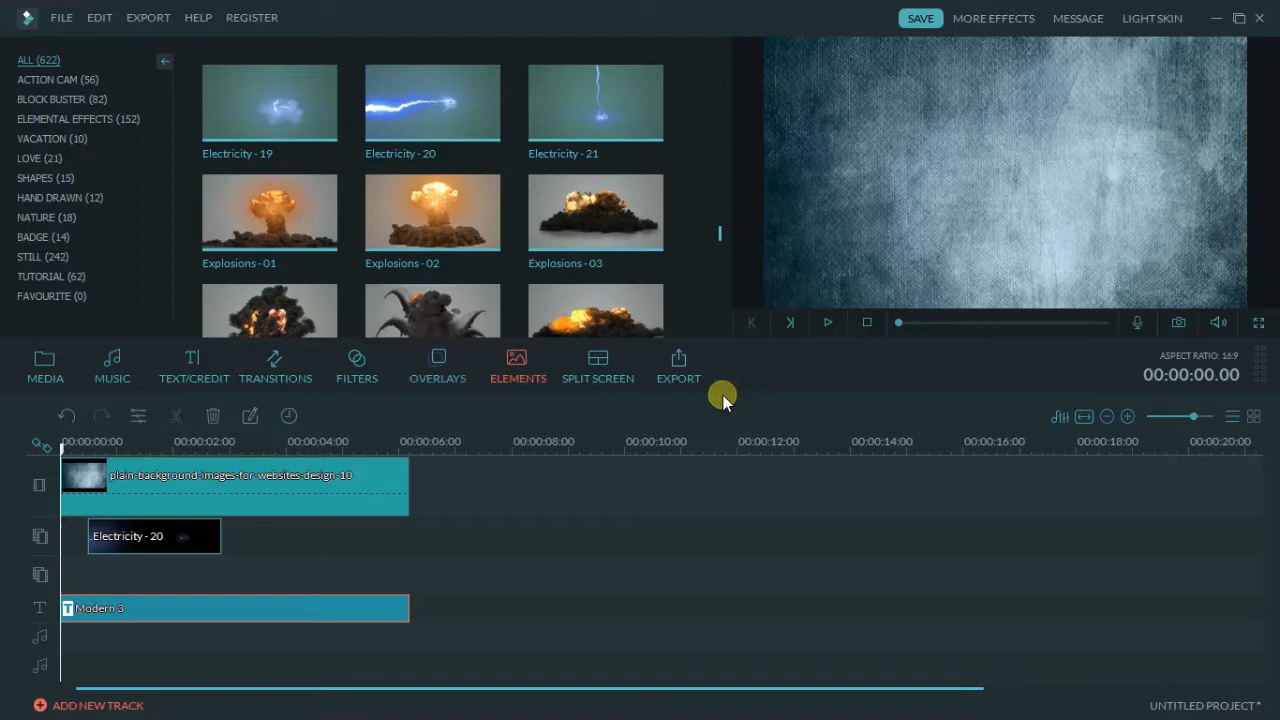 FILE EDIT EXPORT HELP REGISTER
SAVE MORE EFFECTS MESSAGE LIGHT SKIN
ALL (622)
ACTION CAM (56)
BLOCK BUSTER (82)
ELEMENTAL EFFECTS (152)
VACATION (10)
LOVE (21)
SHAPES (15)
HAND DRAWN (12)
NATURE (18)
BADGE (14)
STILL (242)
TUTORIAL (62)
FAVOURITE (0)
Electricity - 19 Electricity - 20 Electricity - 21
Explosions - 01 Explosions - 02 Explosions - 03
MEDIA MUSIC TEXT/CREDIT TRANSITIONS FILTERS OVERLAYS ELEMENTS SPLIT SCREEN EXPORT
ASPECT RATIO: 16:9
00:00:00.00
00:00:00:00 00:00:02:00 00:00:04:00 00:00:06:00 00:00:08:00 00:00:10:00 00:00:12:00 00:00:14:00 00:00:16:00 00:00:18:00 00:00:20:00
plain-background-images-for-websites-design-10
Electricity - 20
T Modern 3
ADD NEW TRACK
UNTITLED PROJECT*